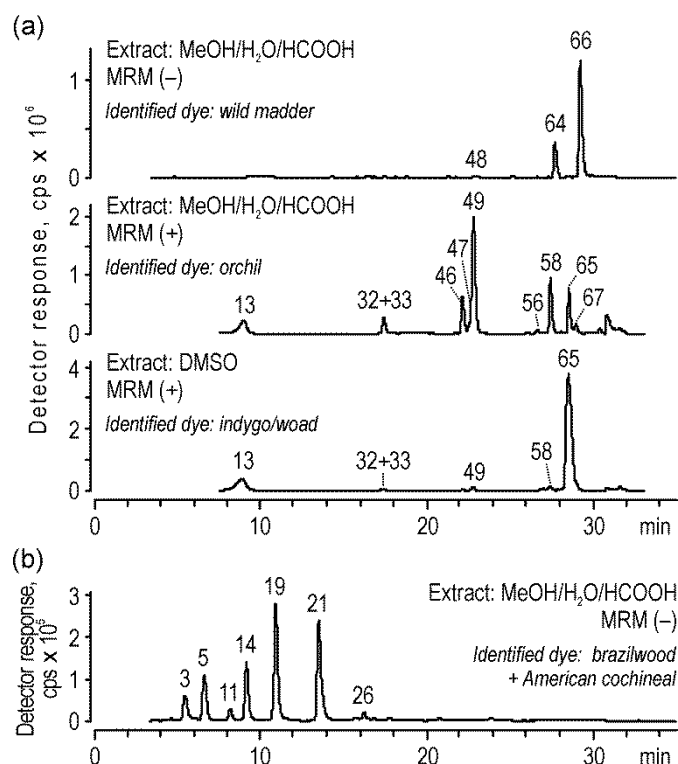 (a)
Extract: MeOH/H₂O/HCOOH
MRM (–)
Identified dye: wild madder
66
64
48
1
0
Extract: MeOH/H₂O/HCOOH
MRM (+)
Identified dye: orchil
49
47
46
58
65
56
67
32+33
13
2
1
0
Extract: DMSO
MRM (+)
Identified dye: indygo/woad
65
58
49
32+33
13
4
2
0
Detector response, cps x 10⁶
0 10 20 30 min
(b)
Extract: MeOH/H₂O/HCOOH
MRM (–)
Identified dye: brazilwood
+ American cochineal
3
5
11
14
19
21
26
3
2
1
0
Detector response,
cps x 10⁶
0 10 20 30 min